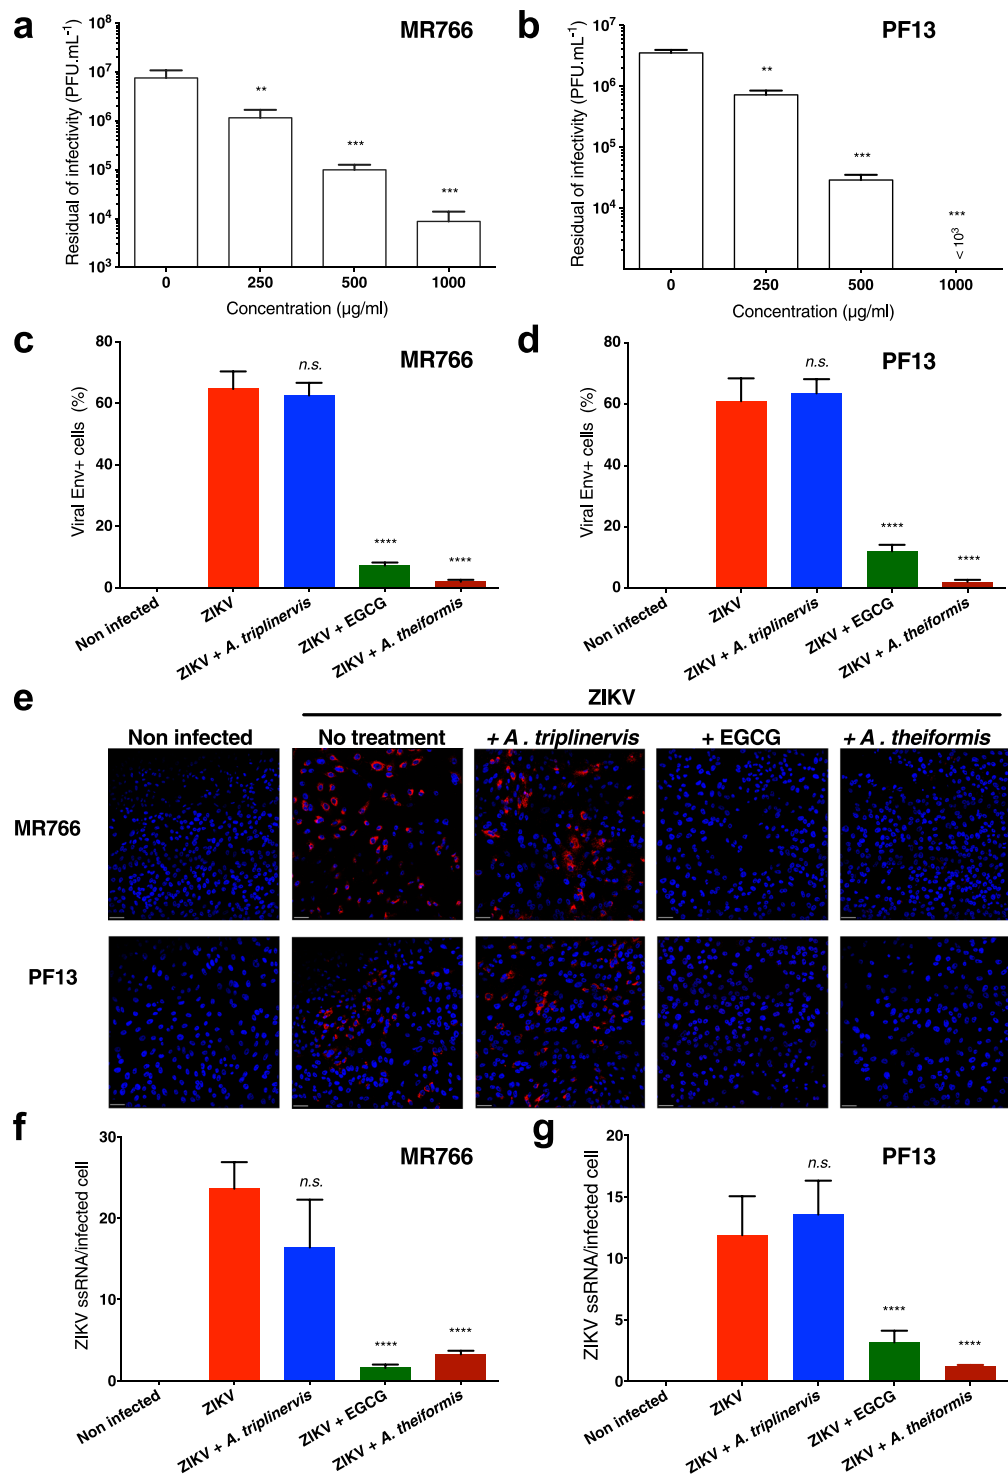 a
MR766
Residual of infectivity (PFU.mL⁻¹)
10⁸
10⁷
10⁶
10⁵
10⁴
10³
**
***
***
0 250 500 1000
Concentration (µg/ml)
b
PF13
Residual of infectivity (PFU.mL⁻¹)
10⁷
10⁶
10⁵
10⁴
**
***
***
< 10³
0 250 500 1000
Concentration (µg/ml)
c
MR766
Viral Env+ cells (%)
80
60
40
20
0
n.s.
****
****
Non infected
ZIKV
ZIKV + A. triplinervis
ZIKV + EGCG
ZIKV + A. theiformis
d
PF13
Viral Env+ cells (%)
80
60
40
20
0
n.s.
****
****
Non infected
ZIKV
ZIKV + A. triplinervis
ZIKV + EGCG
ZIKV + A. theiformis
e
ZIKV
Non infected No treatment + A . triplinervis + EGCG + A. theiformis
MR766
PF13
f
MR766
ZIKV ssRNA/infected cell
30
20
10
0
n.s.
****
****
Non infected
ZIKV
ZIKV + A. triplinervis
ZIKV + EGCG
ZIKV + A. theiformis
g
PF13
ZIKV ssRNA/infected cell
20
15
10
5
0
n.s.
****
****
Non infected
ZIKV
ZIKV + A. triplinervis
ZIKV + EGCG
ZIKV + A. theiformis